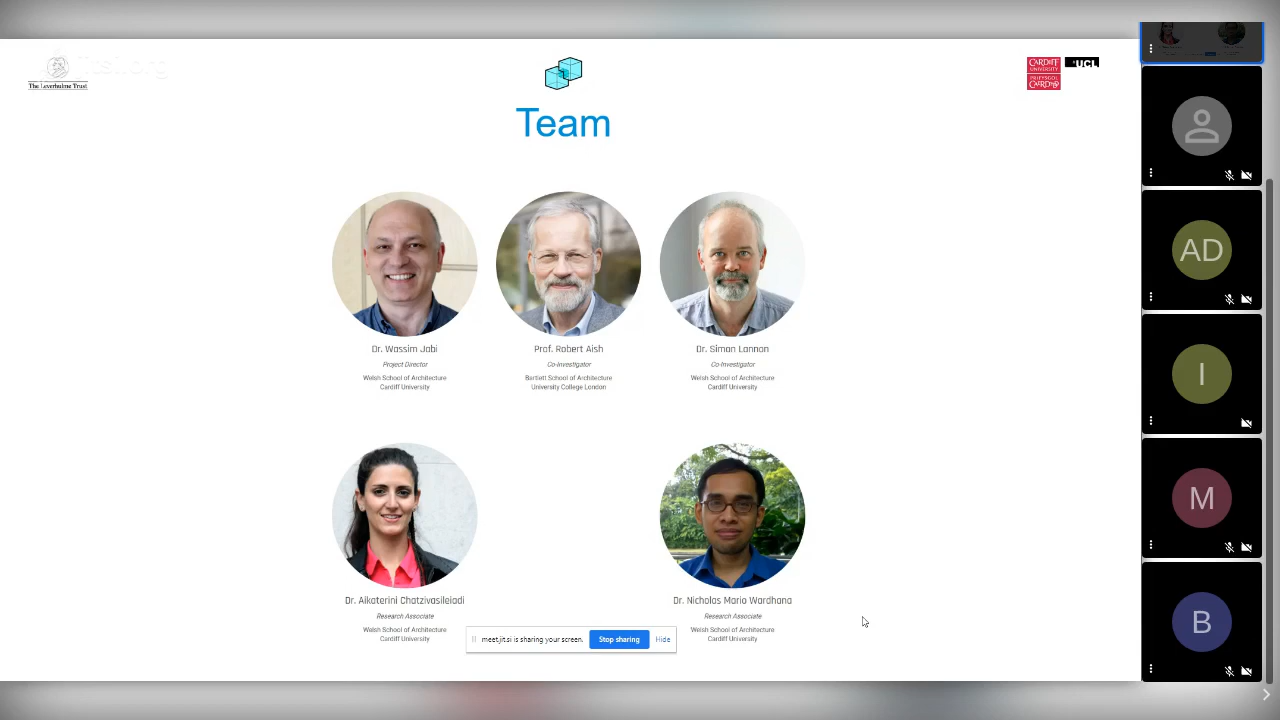 The Leverhulme Trust
CARDIFF
UNIVERSITY
PRIFYSGOL
CAERDYDD
UCL
Team
Dr. Wassim Jabi
Project Director
Welsh School of Architecture
Cardiff University
Prof. Robert Aish
Co-Investigator
Bartlett School of Architecture
University College London
Dr. Simon Lannon
Co-Investigator
Welsh School of Architecture
Cardiff University
Dr. Aikaterini Chatzivasileiadi
Research Associate
Welsh School of Architecture
Cardiff University
Dr. Nicholas Mario Wardhana
Research Associate
Welsh School of Architecture
Cardiff University
meet.jit.si is sharing your screen.
Stop sharing
Hide
AD
I
M
B